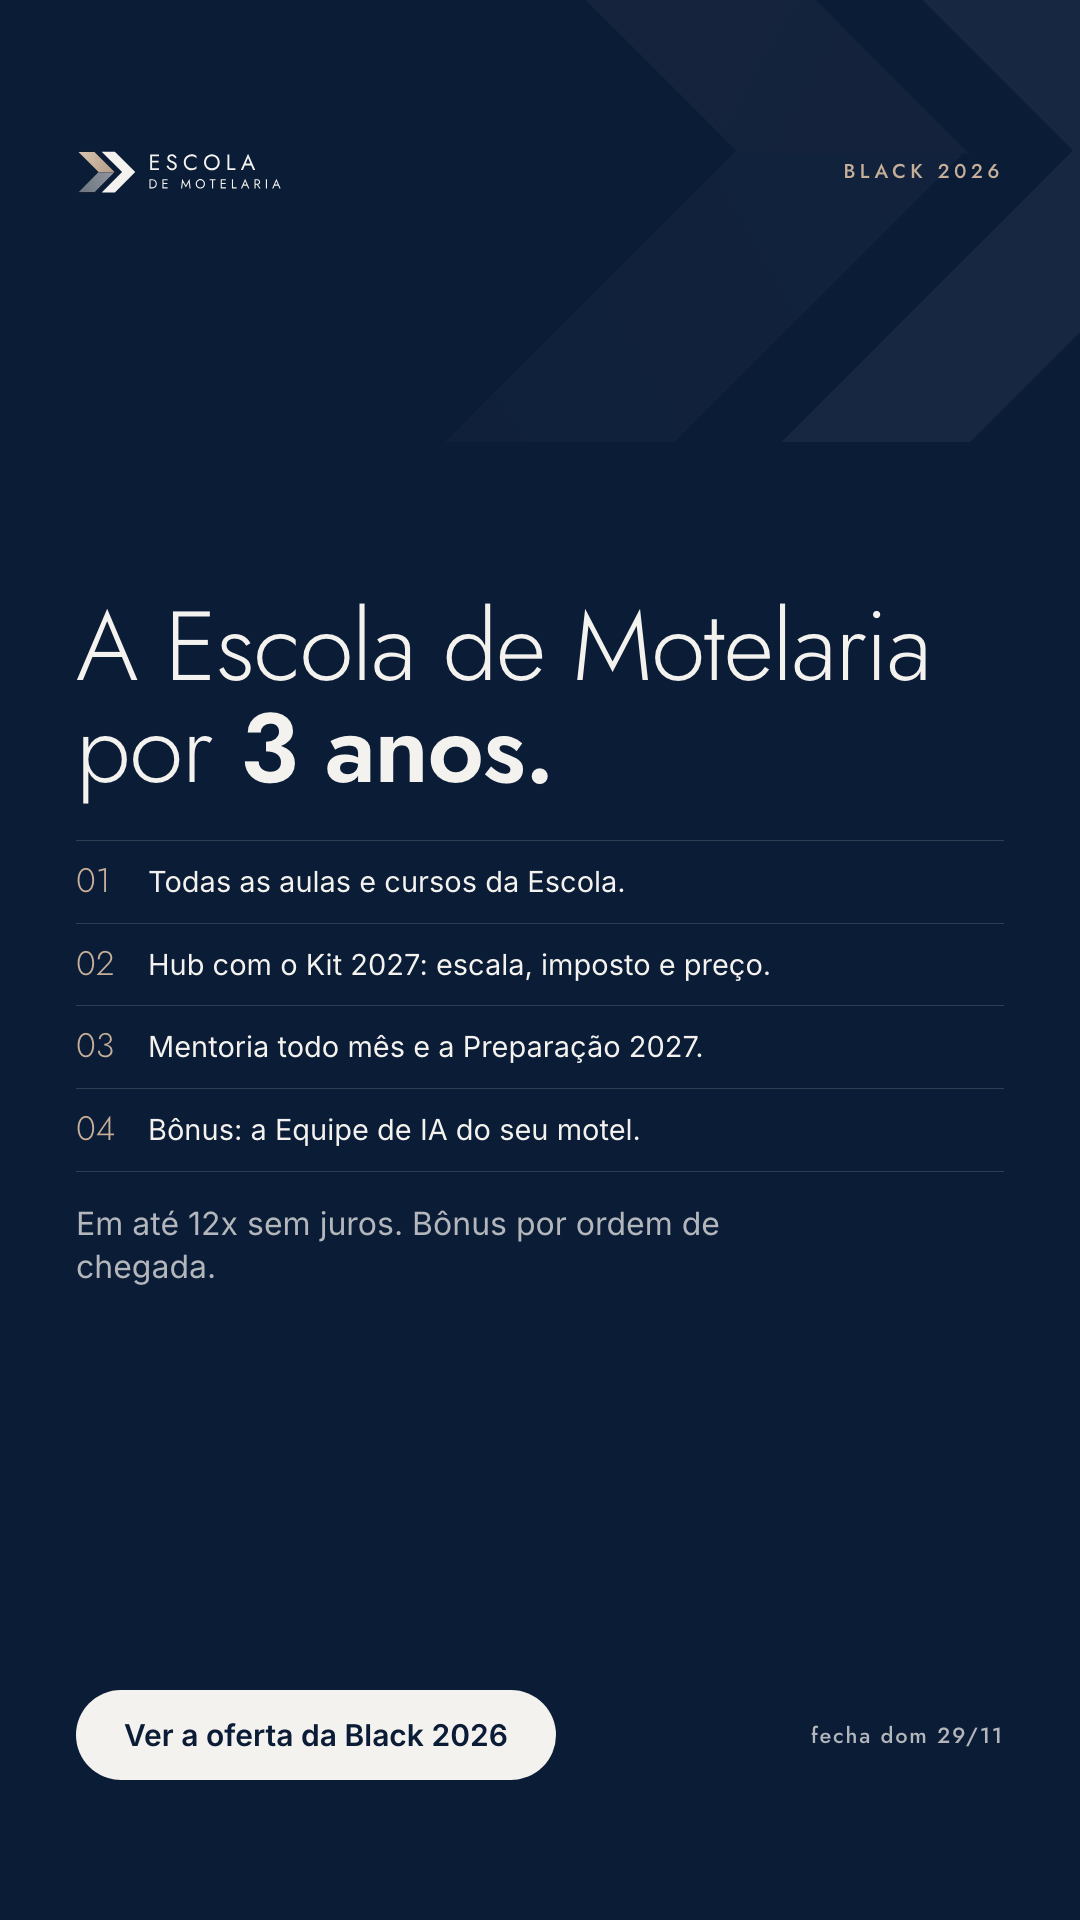 ESCOLA
DE MOTELARIA
BLACK 2026
A Escola de Motelaria
por 3 anos.
01 Todas as aulas e cursos da Escola.
02 Hub com o Kit 2027: escala, imposto e preço.
03 Mentoria todo mês e a Preparação 2027.
04 Bônus: a Equipe de IA do seu motel.
Em até 12x sem juros. Bônus por ordem de
chegada.
Ver a oferta da Black 2026
fecha dom 29/11